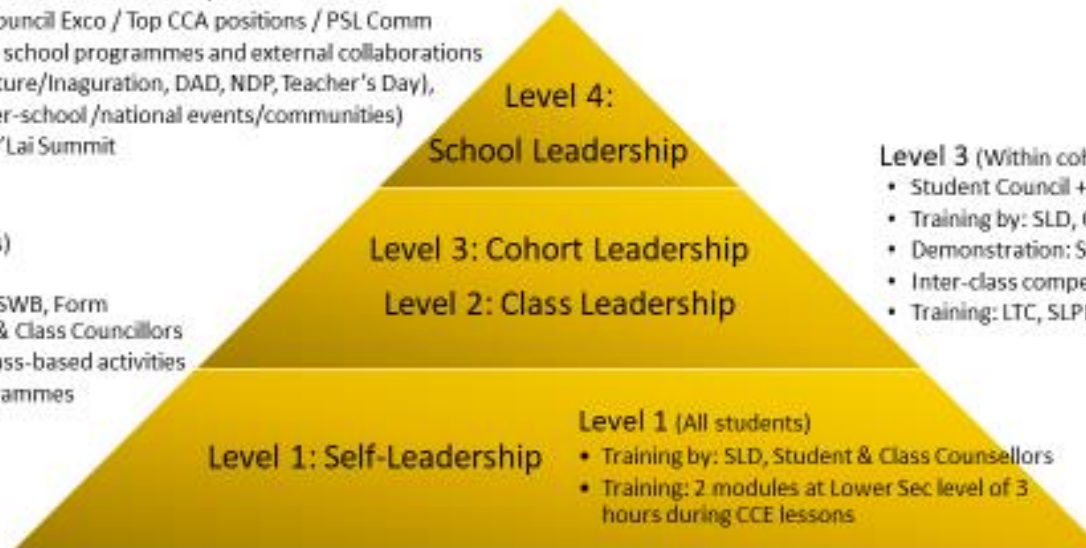 ouncil Exco / Top CCA positions / PSL Comm
school programmes and external collaborations
ture/Inaguration, DAD, NDP, Teacher's Day),
er-school /national events/communities)
Lai Summit
Level 4:
School Leadership
s)
SWB, Form
& Class Councillors
ass-based activities
rammes
Level 3: Cohort Leadership
Level 2: Class Leadership
Level 3 (Within coh
• Student Council +
• Training by: SLD, 
• Demonstration: S
• Inter-class compe
• Training: LTC, SLP
Level 1: Self-Leadership
Level 1 (All students)
• Training by: SLD, Student & Class Counsellors
• Training: 2 modules at Lower Sec level of 3
hours during CCE lessons